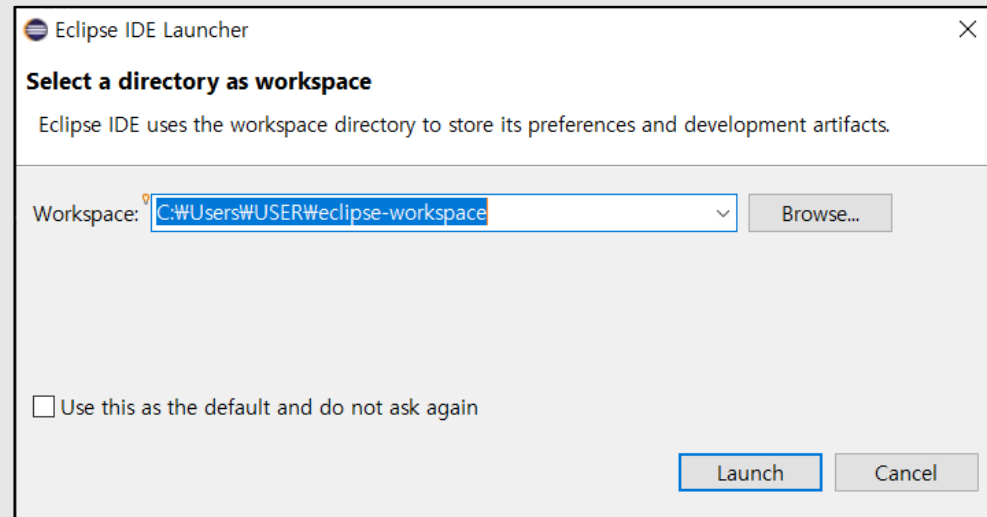 Eclipse IDE Launcher
Select a directory as workspace
Eclipse IDE uses the workspace directory to store its preferences and development artifacts.
Workspace: C:₩Users₩USER₩eclipse-workspace Browse...
Use this as the default and do not ask again
Launch Cancel